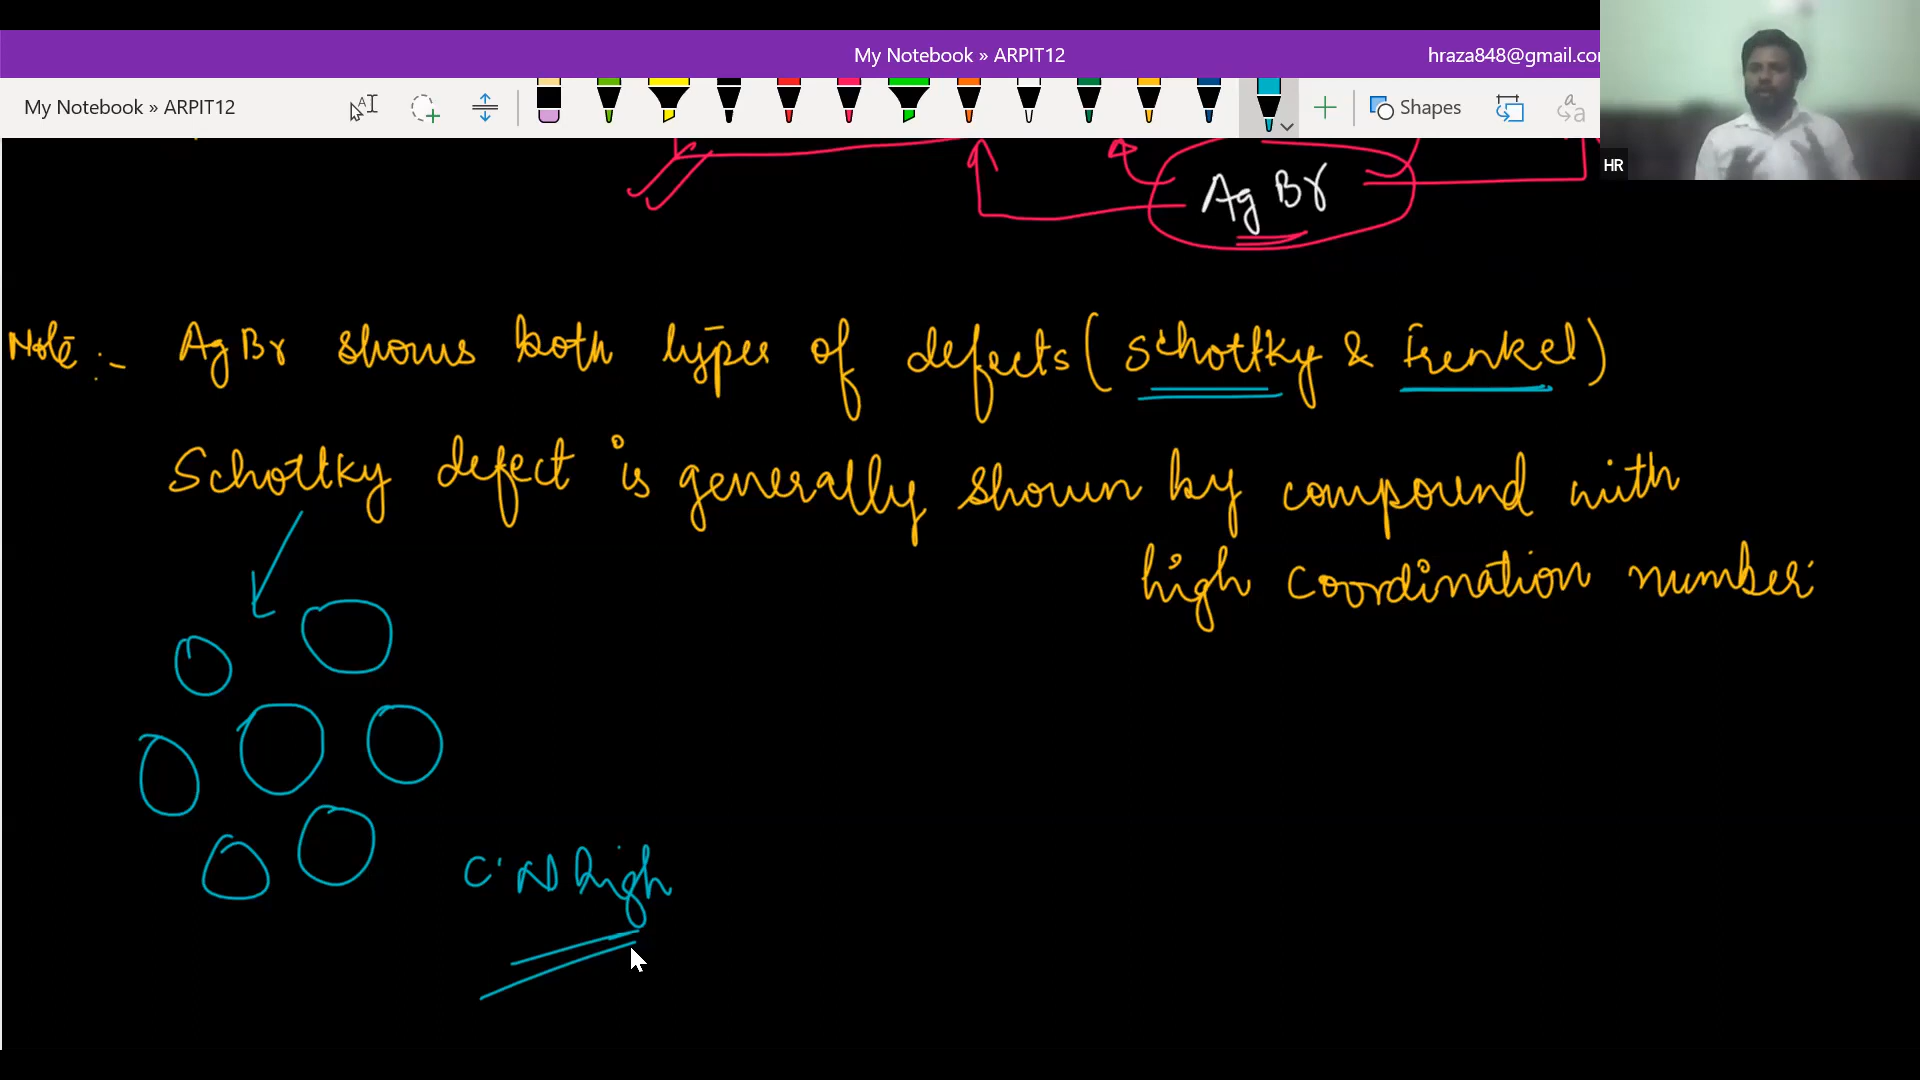 My Notebook » ARPIT12
hraza848@gmail.co
My Notebook » ARPIT12
Shapes
HR
AgBr
Note :- AgBr shows both types of defects (Schottky & Frenkel)
Schottky defect is generally shown by compound with
high coordination number.
C.N High